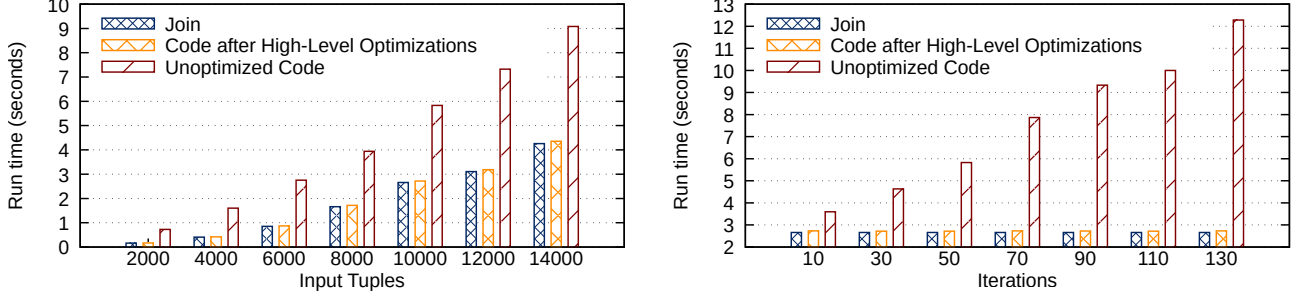 10
9
8
7
6
5
4
3
2
1
0
Run time (seconds)
Join
Code after High-Level Optimizations
Unoptimized Code
2000 4000 6000 8000 10000 12000 14000
Input Tuples
13
12
11
10
9
8
7
6
5
4
3
2
Run time (seconds)
Join
Code after High-Level Optimizations
Unoptimized Code
10 30 50 70 90 110 130
Iterations